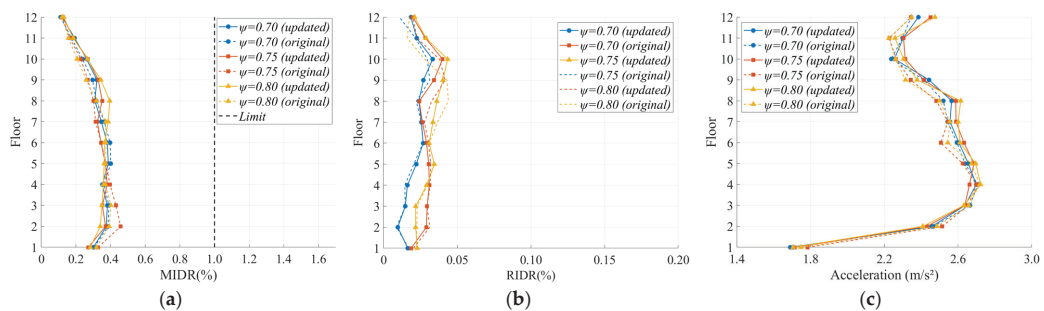 12
11
10
9
8
7
6
5
4
3
2
1
Floor
ψ=0.70 (updated)
ψ=0.70 (original)
ψ=0.75 (updated)
ψ=0.75 (original)
ψ=0.80 (updated)
ψ=0.80 (original)
Limit
0 0.2 0.4 0.6 0.8 1.0 1.2 1.4 1.6
MIDR(%)
(a)
12
11
10
9
8
7
6
5
4
3
2
1
Floor
ψ=0.70 (updated)
ψ=0.70 (original)
ψ=0.75 (updated)
ψ=0.75 (original)
ψ=0.80 (original)
ψ=0.80 (original)
0 0.05 0.10 0.15 0.20
RIDR(%)
(b)
12
11
10
9
8
7
6
5
4
3
2
1
Floor
ψ=0.70 (updated)
ψ=0.70 (original)
ψ=0.75 (updated)
ψ=0.75 (original)
ψ=0.80 (updated)
ψ=0.80 (original)
1.4 1.8 2.2 2.6 3.0
Acceleration (m/s²)
(c)